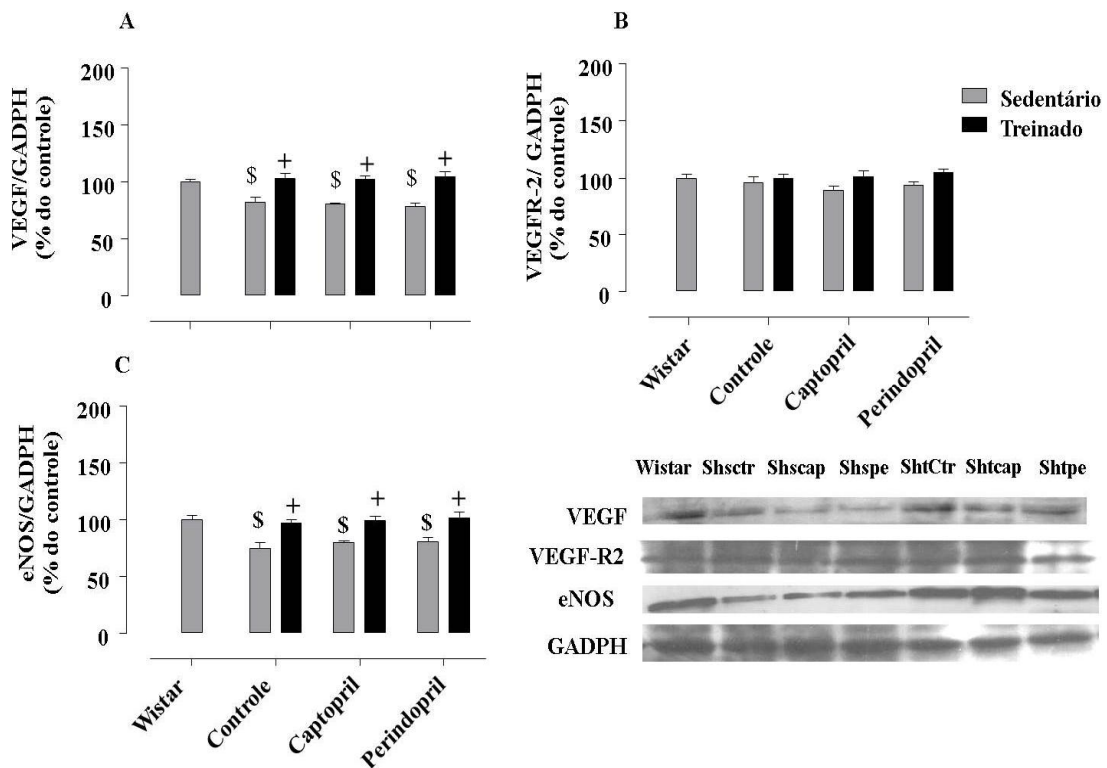 A
VEGF/GADPH
(% do controle)
200
150
100
50
0
$ + $ + $ +
B
VEGFR-2/ GADPH
(% do controle)
200
150
100
50
0
Sedentário
Treinado
Wistar
Controle
Captopril
Perindopril
C
eNOS/GADPH
(% do controle)
200
150
100
50
0
$ + $ + $ +
Wistar
Controle
Captopril
Perindopril
Wistar Shsctr Shscap Shspe ShtCtr Shtcap Shtpe
VEGF
VEGF-R2
eNOS
GADPH